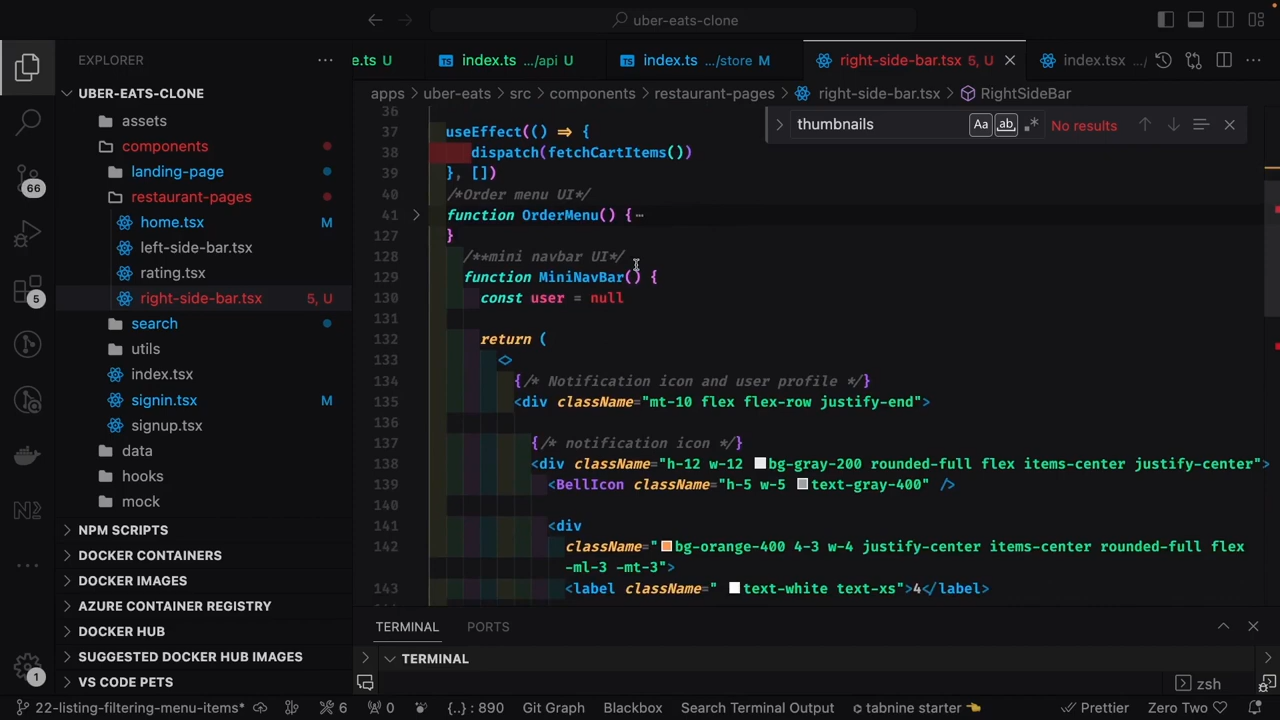 uber-eats-clone
EXPLORER
e.ts U
index.ts .../api U
index.ts .../store M
right-side-bar.tsx 5, U
index.ts .../
UBER-EATS-CLONE
apps > uber-eats > src > components > restaurant-pages > right-side-bar.tsx > RightSideBar
assets
components
landing-page
restaurant-pages
home.tsx M
left-side-bar.tsx
rating.tsx
right-side-bar.tsx 5, U
search
utils
index.tsx
signin.tsx M
signup.tsx
data
hooks
mock
NPM SCRIPTS
DOCKER CONTAINERS
DOCKER IMAGES
AZURE CONTAINER REGISTRY
DOCKER HUB
SUGGESTED DOCKER HUB IMAGES
VS CODE PETS
66
5
1
thumbnails
Aa
ab
No results
36
37 useEffect(() => {
38 dispatch(fetchCartItems())
39 }, [])
40 /*Order menu UI*/
41 function OrderMenu() {
127 }
128 /**mini navbar UI*/
129 function MiniNavBar() {
130 const user = null
131
132 return (
133 <>
134 {/* Notification icon and user profile */}
135 <div className="mt-10 flex flex-row justify-end">
136
137 {/* notification icon */}
138 <div className="h-12 w-12 bg-gray-200 rounded-full flex items-center justify-center">
139 <BellIcon className="h-5 w-5 text-gray-400" />
140
141 <div
142 className="bg-orange-400 4-3 w-4 justify-center items-center rounded-full flex
-ml-3 -mt-3">
143 <label className=" text-white text-xs">4</label>
TERMINAL
PORTS
TERMINAL
zsh
22-listing-filtering-menu-items*
6
0
{..} : 890
Git Graph
Blackbox
Search Terminal Output
tabnine starter
Prettier
Zero Two